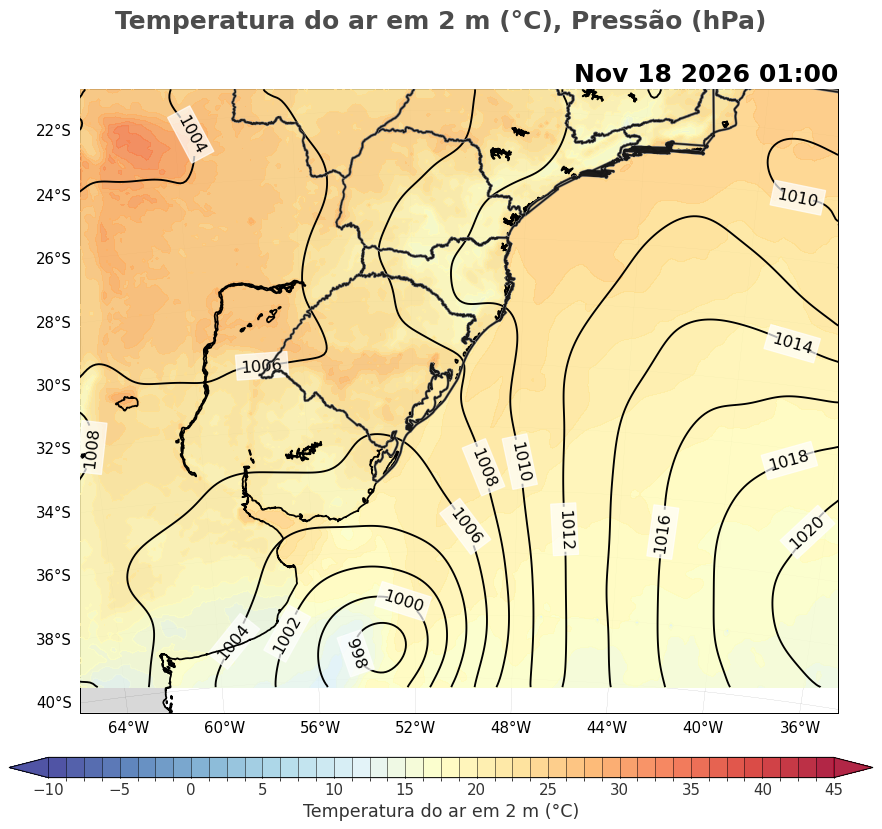 Temperatura do ar em 2 m (°C), Pressão (hPa)
Nov 18 2026 01:00
22°S
24°S
26°S
28°S
30°S
32°S
34°S
36°S
38°S
40°S
1004
1010
1006
1014
1008
1008
1010
1018
1006
1012
1016
1020
1000
1004
1002
998
64°W
60°W
56°W
52°W
48°W
44°W
40°W
36°W
−10
−5
0
5
10
15
20
25
30
35
40
45
Temperatura do ar em 2 m (°C)